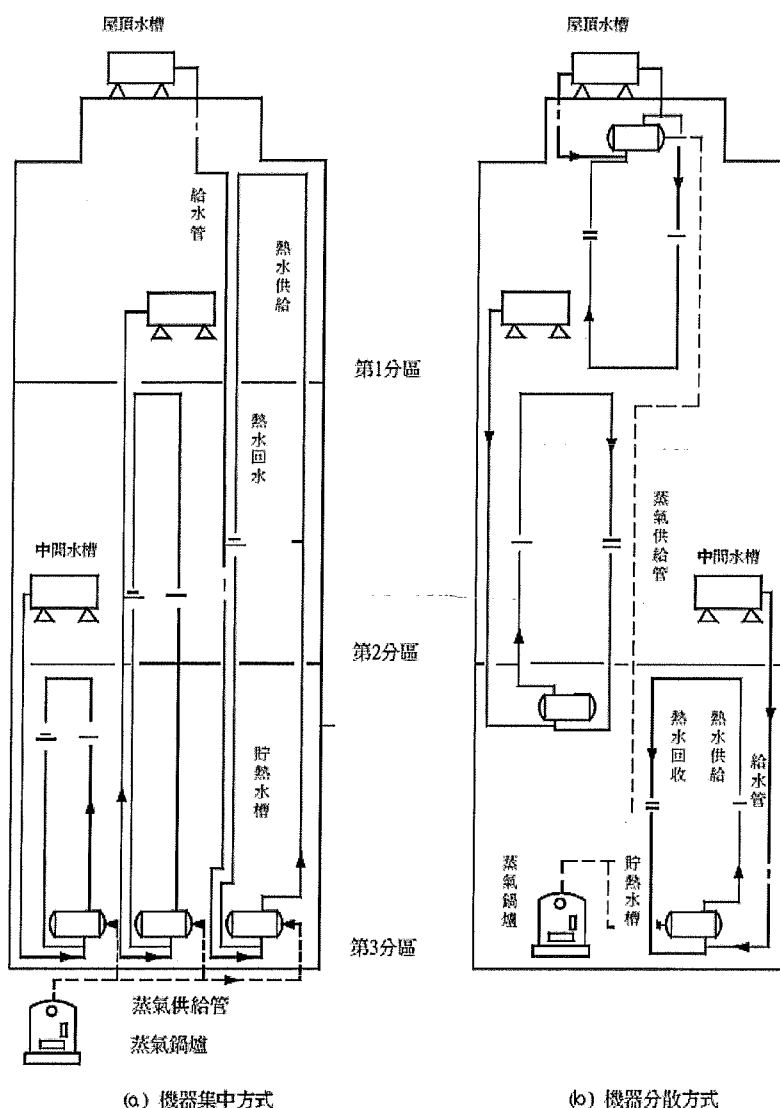 屋頂水槽
給水管
熱水供給
熱水回水
中間水槽
貯熱水槽
蒸氣供給管
蒸氣鍋爐
(a) 機器集中方式
第1分區
第2分區
第3分區
屋頂水槽
蒸氣供給管
中間水槽
熱水回收
熱水供給
給水管
蒸氣鍋爐
貯熱水槽
(b) 機器分散方式